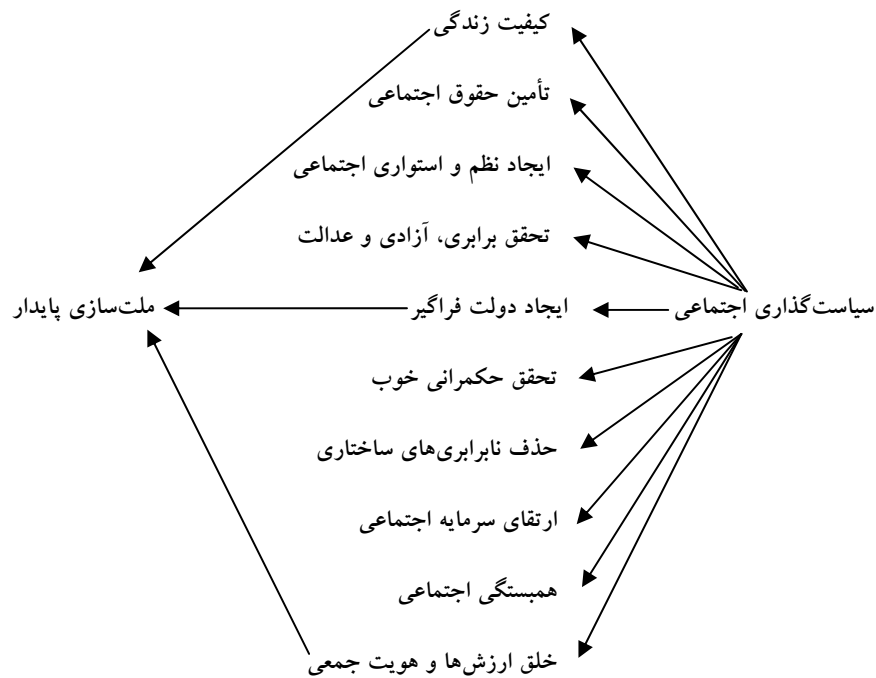 کیفیت زندگی
تأمین حقوق اجتماعی
ایجاد نظم و استواری اجتماعی
تحقق برابری، آزادی و عدالت
سیاست‌گذاری اجتماعی
ایجاد دولت فراگیر
ملت‌سازی پایدار
تحقق حکمرانی خوب
حذف نابرابری‌های ساختاری
ارتقای سرمایه اجتماعی
همبستگی اجتماعی
خلق ارزش‌ها و هویت جمعی